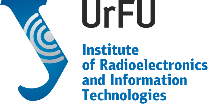 UrFU
Institute
of Radioelectronics
and Information
Technologies